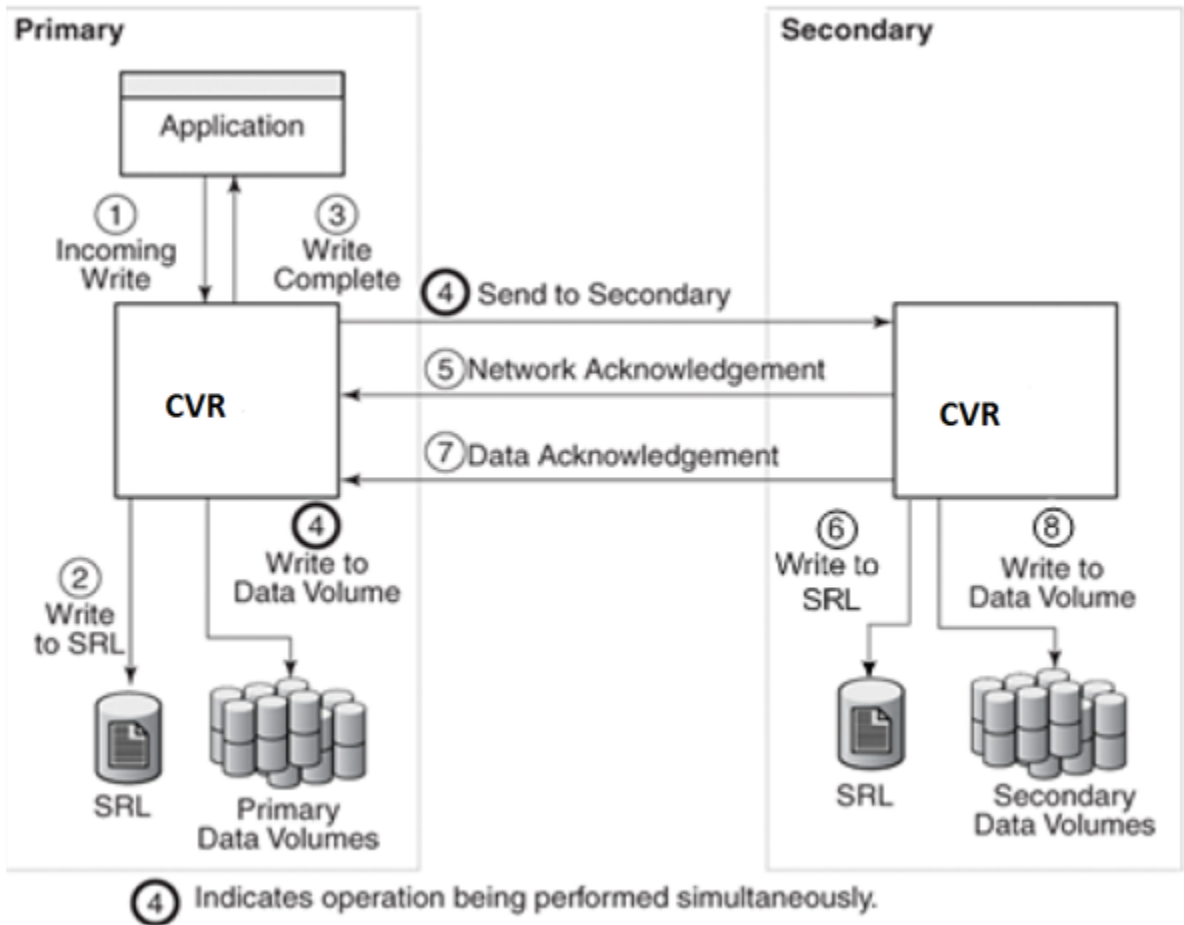 Primary
Secondary
Application
1
Incoming
Write
3
Write
Complete
4 Send to Secondary
5 Network Acknowledgement
CVR
CVR
7 Data Acknowledgement
4
Write to
Data Volume
6
Write to
SRL
8
Write to
Data Volume
2
Write
to SRL
SRL
Primary
Data Volumes
SRL
Secondary
Data Volumes
4 Indicates operation being performed simultaneously.